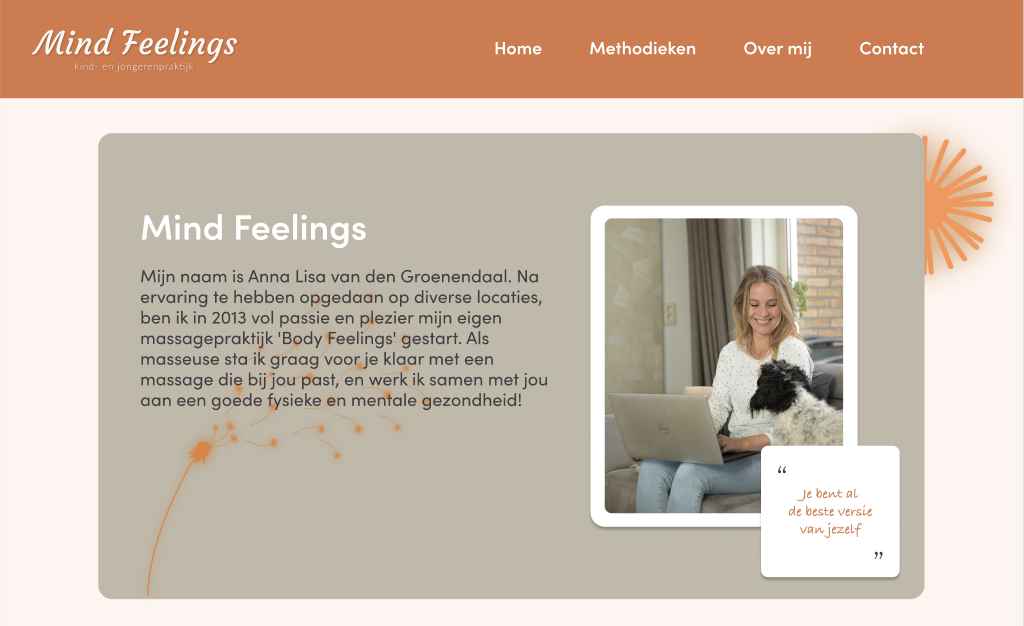 Mind Feelings
kind- en jongerenpraktijk
Home Methodieken Over mij Contact
Mind Feelings
Mijn naam is Anna Lisa van den Groenendaal. Na
ervaring te hebben opgedaan op diverse locaties,
ben ik in 2013 vol passie en plezier mijn eigen
massagepraktijk 'Body Feelings' gestart. Als
masseuse sta ik graag voor je klaar met een
massage die bij jou past, en werk ik samen met jou
aan een goede fysieke en mentale gezondheid!
“
Je bent al
de beste versie
van jezelf
”